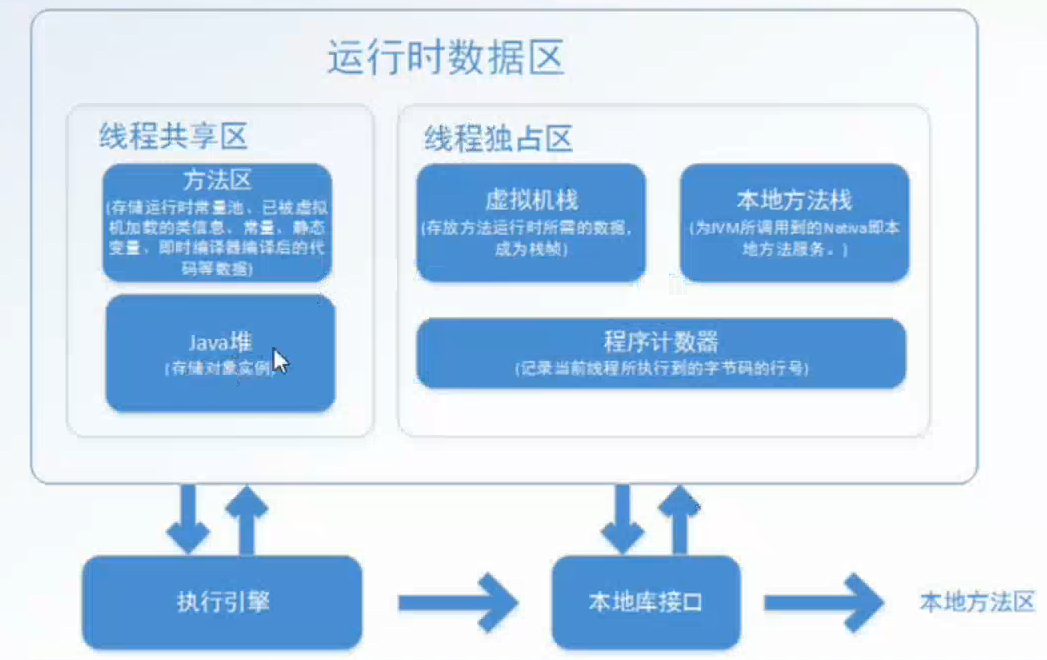 运行时数据区
线程共享区
方法区
(存储运行时常量池、已被虚拟
机加载的类信息、常量、静态
变量、即时编译器编译后的代
码等数据)
Java堆
(存储对象实例)
线程独占区
虚拟机栈
(存放方法运行时所需的数据,
成为栈帧)
本地方法栈
(为JVM所调用到的Nativa即本
地方法服务。)
程序计数器
(记录当前线程所执行到的字节码的行号)
执行引擎
本地库接口
本地方法区